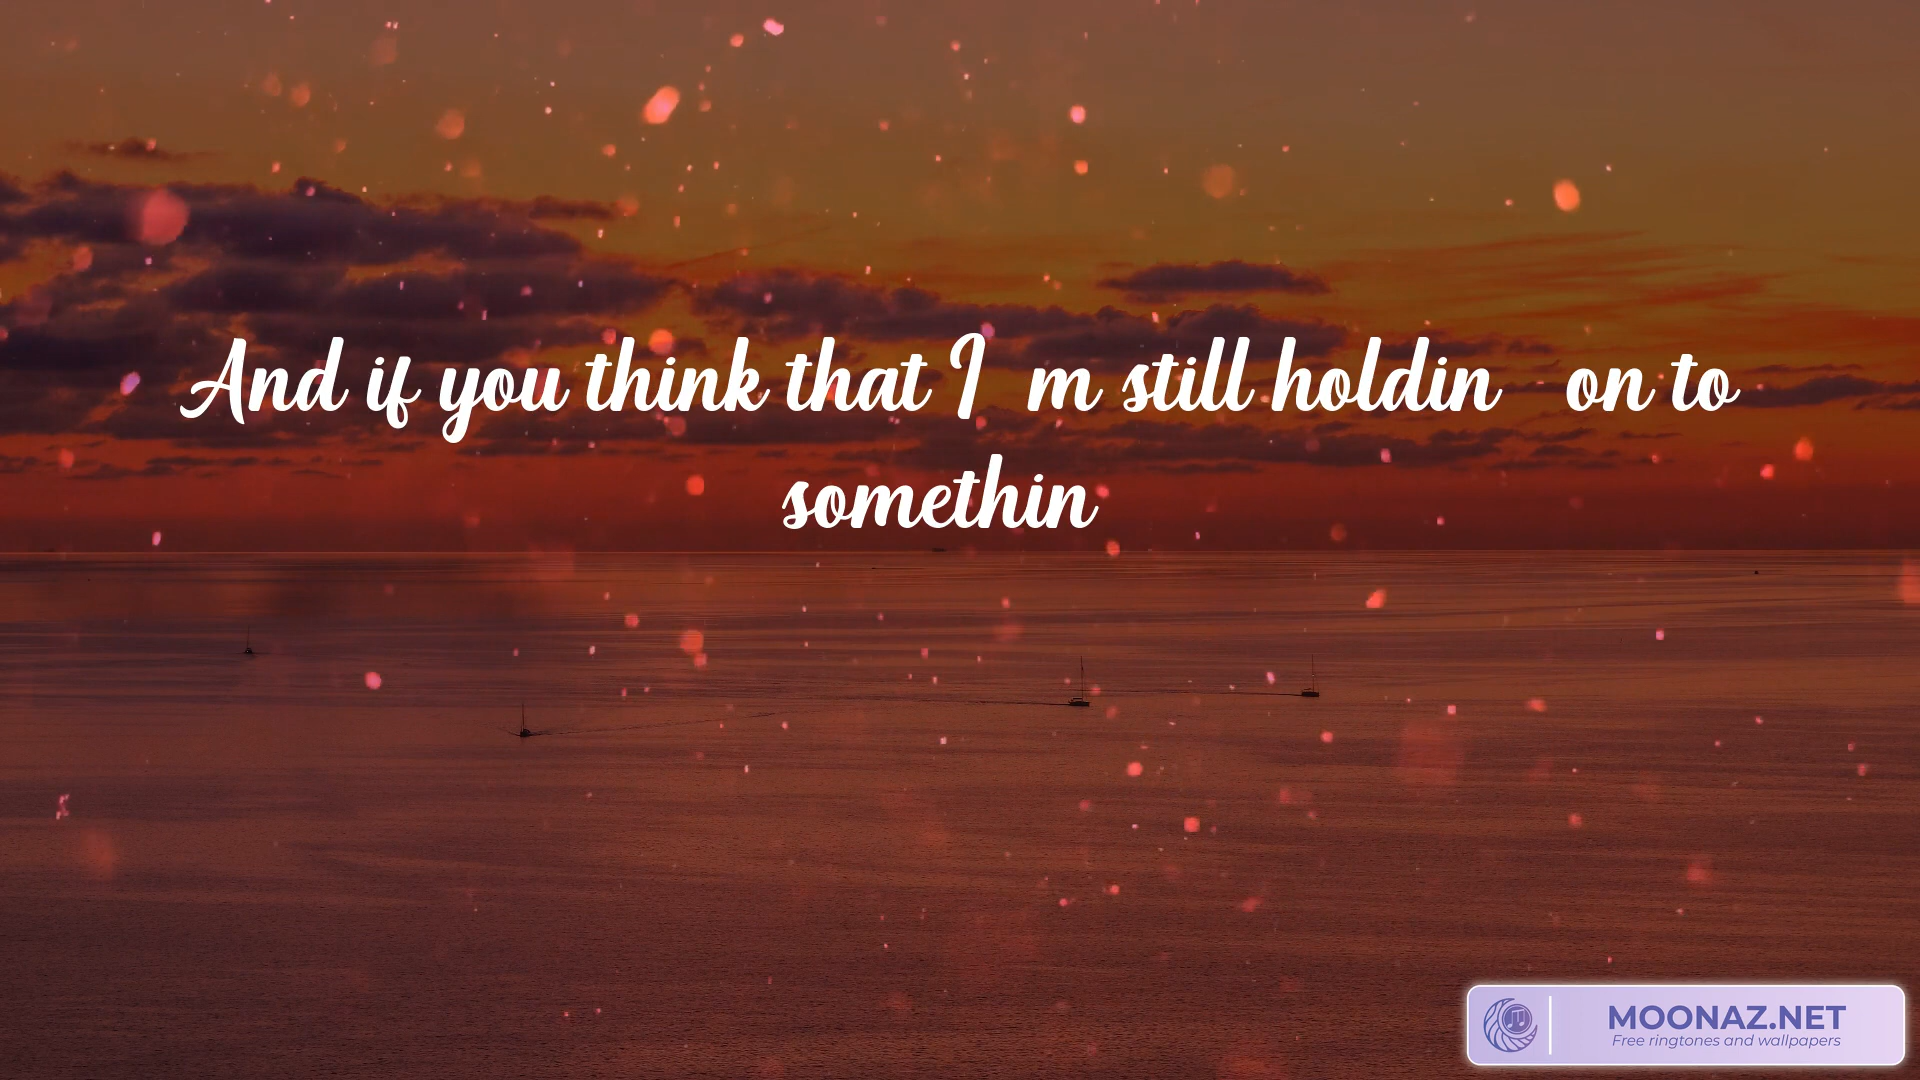 And if you think that I m still holdin on to
somethin
MOONAZ.NET
Free ringtones and wallpapers